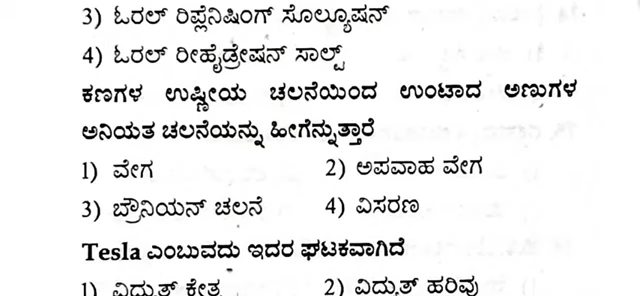 3) ಓರಲ್ ರಿಪ್ಲೆನಿಷಿಂಗ್ ಸೊಲ್ಯೂಷನ್
4) ಓರಲ್ ರೀಹೈಡ್ರೇಷನ್ ಸಾಲ್ಟ್
ಕಣಗಳ ಉಷ್ಣೀಯ ಚಲನೆಯಿಂದ ಉಂಟಾದ ಅಣುಗಳ
ಅನಿಯತ ಚಲನೆಯನ್ನು ಹೀಗೆನ್ನುತ್ತಾರೆ
1) ವೇಗ 2) ಅಪವಾಹ ವೇಗ
3) ಬ್ರೌನಿಯನ್ ಚಲನೆ 4) ವಿಸರಣ
Tesla ಎಂಬುವದು ಇದರ ಘಟಕವಾಗಿದೆ
1) ವಿದ್ಯುತ್ ಕ್ಷೇತ್ರ 2) ವಿದ್ಯುತ್ ಹರಿವು